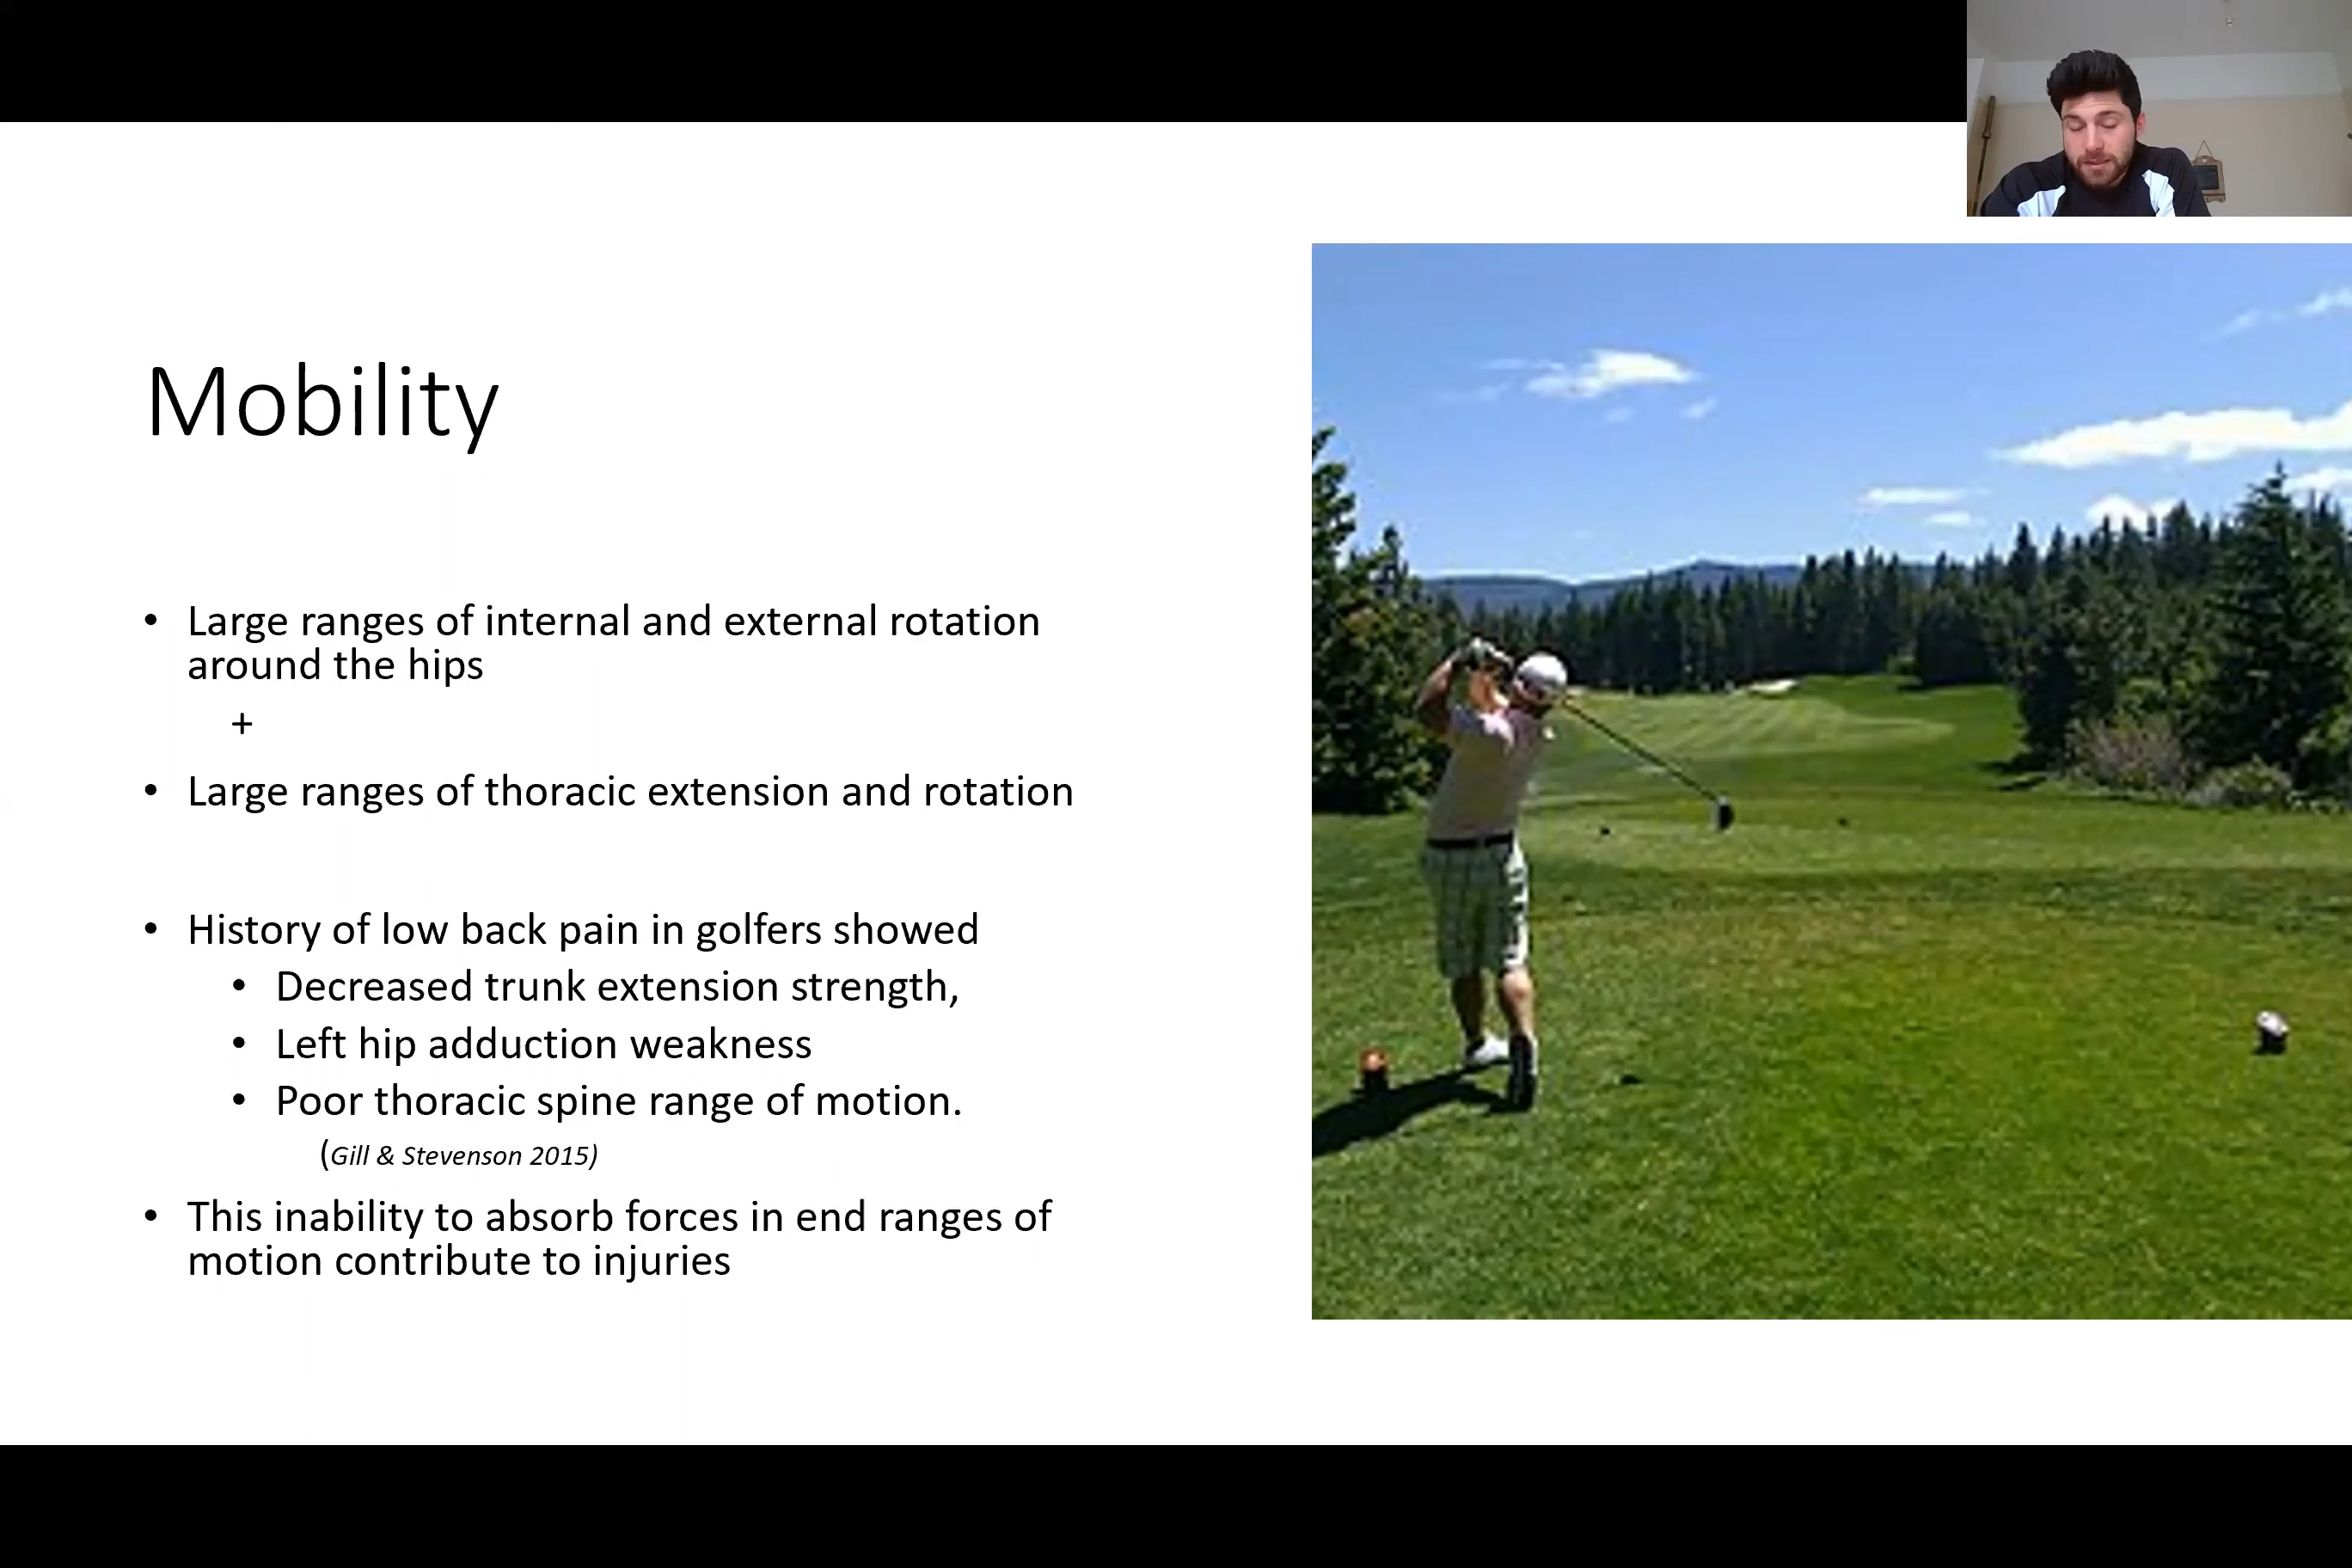 Mobility
• Large ranges of internal and external rotation
around the hips
+
• Large ranges of thoracic extension and rotation
• History of low back pain in golfers showed
• Decreased trunk extension strength,
• Left hip adduction weakness
• Poor thoracic spine range of motion.
(Gill & Stevenson 2015)
• This inability to absorb forces in end ranges of
motion contribute to injuries